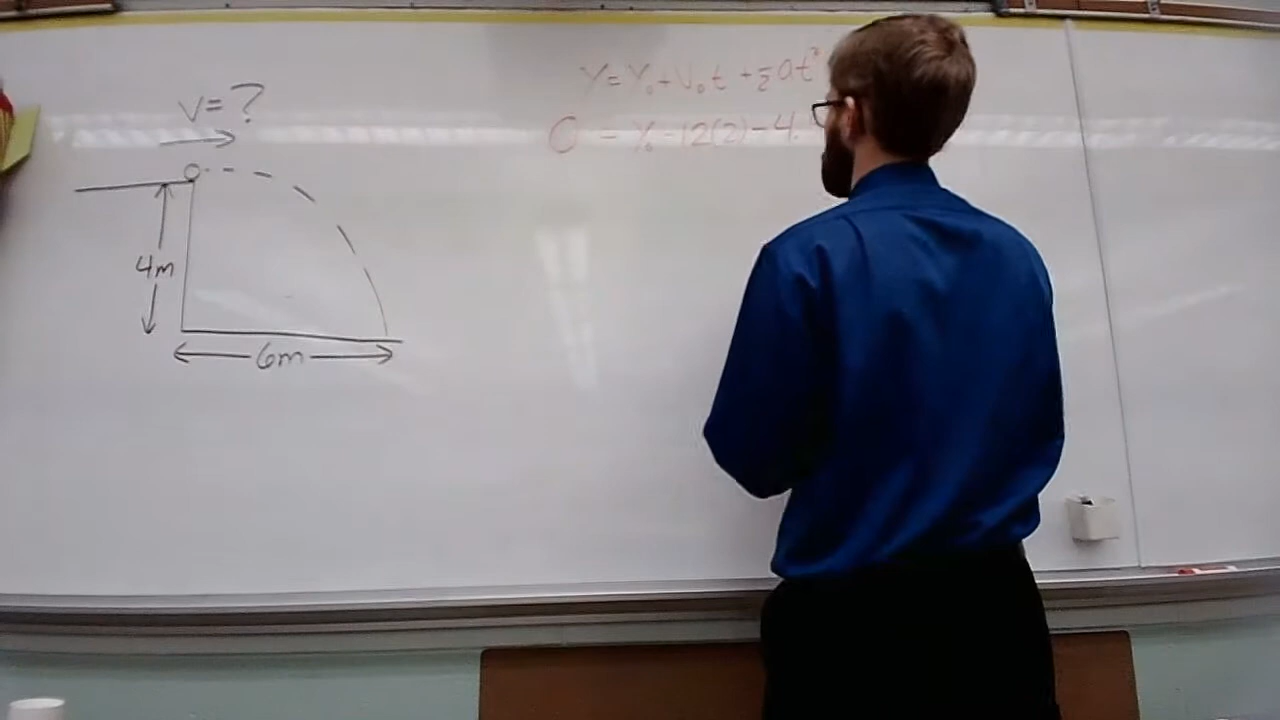 V=?
4m
6m
Y=Y₀+V₀t+½at²
0=Y₀-12(2)-4.